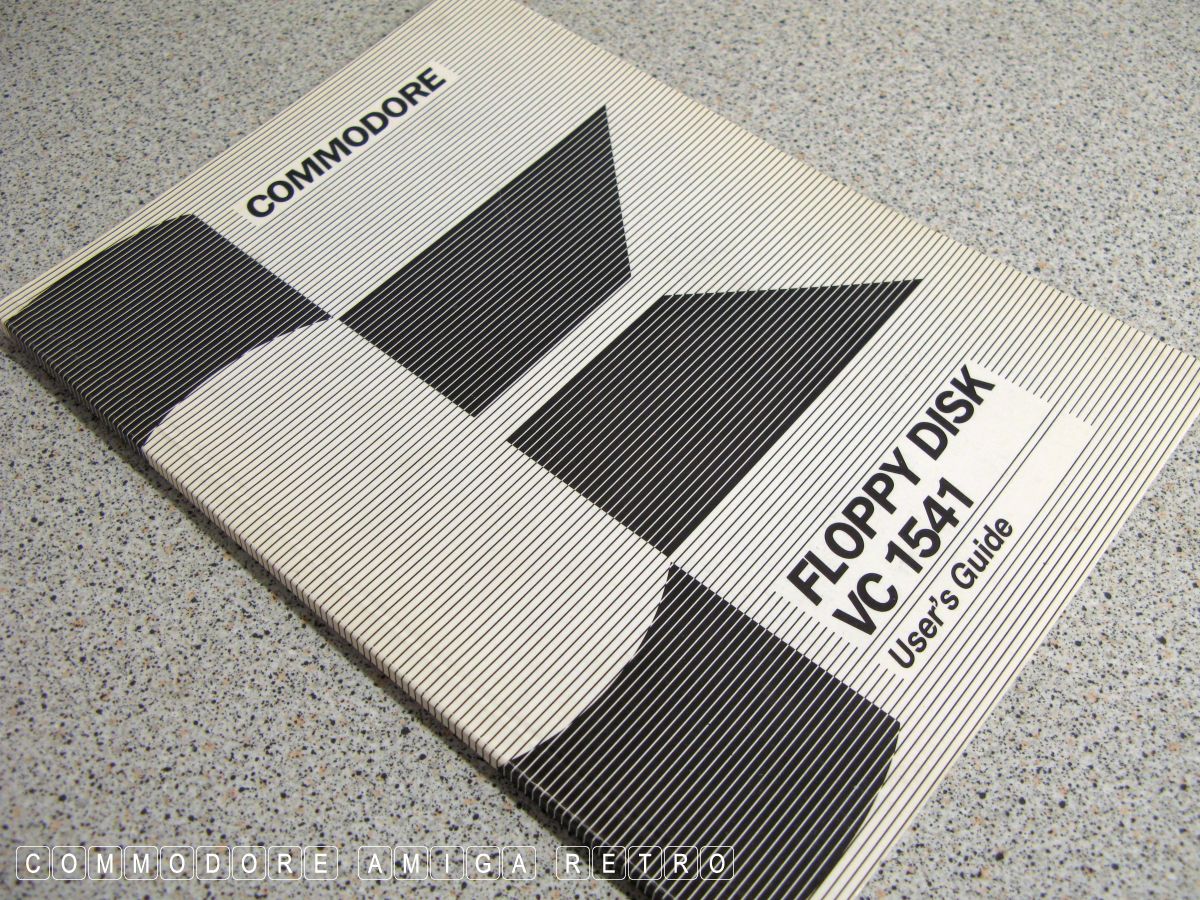 COMMODORE
FLOPPY DISK
VC 1541
User's Guide
COMMODORE AMIGA RETRO